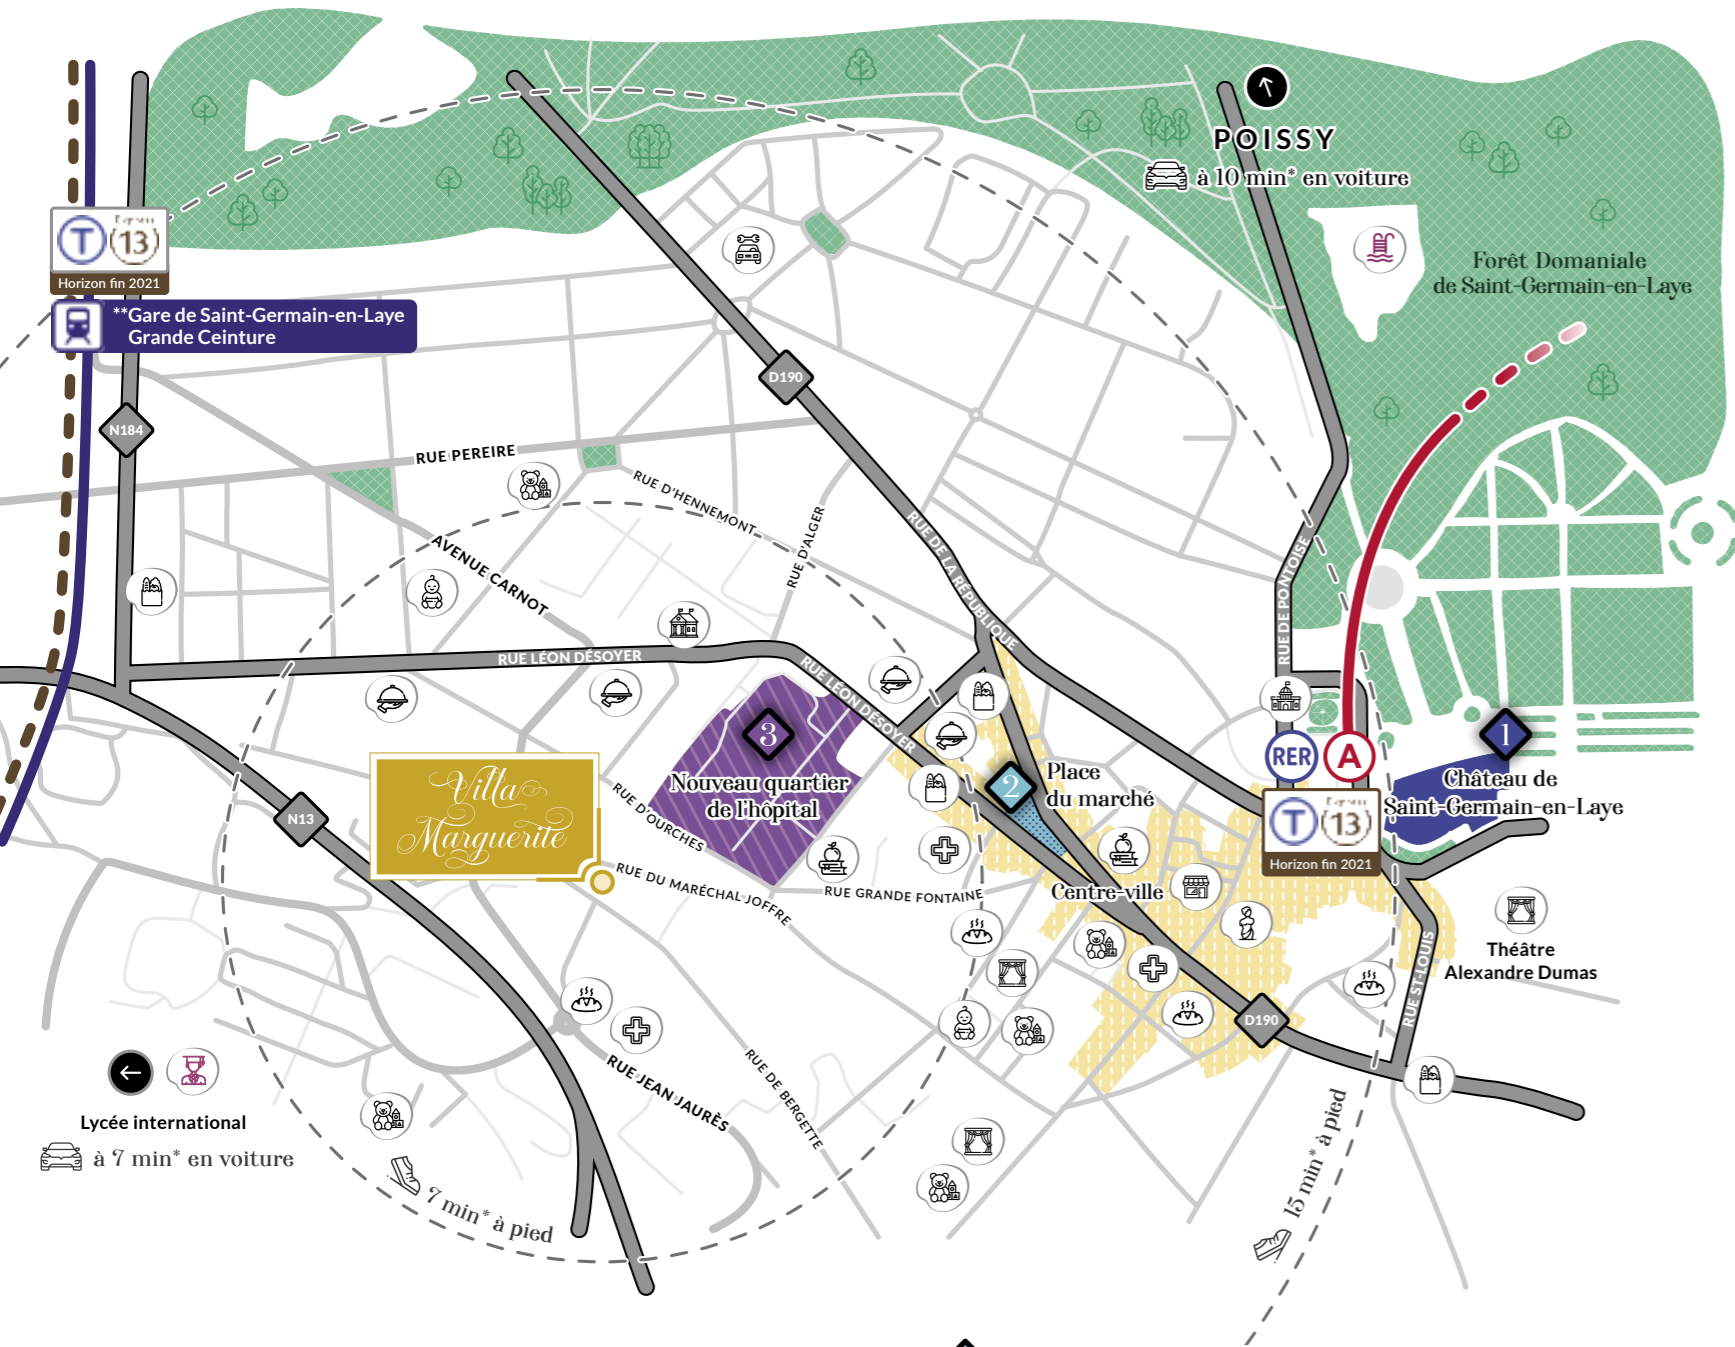 POISSY
à 10 min* en voiture
Forêt Domaniale
de Saint-Germain-en-Laye
T
13
Horizon fin 2021
**Gare de Saint-Germain-en-Laye
Grande Ceinture
D190
N184
RUE PEREIRE
RUE D'HENNEMONT
RUE D'ALGER
RUE DE LA RÉPUBLIQUE
RUE DE PONTOISE
AVENUE CARNOT
RUE LÉON DÉSOYER
RUE LÉON DÉSOYER
3
Nouveau quartier
de l'hôpital
2
Place
du marché
RER
A
1
Château de
Saint-Germain-en-Laye
T
13
Horizon fin 2021
Villa
Marguerite
N13
RUE D'OURCHES
RUE DU MARÉCHAL JOFFRE
RUE GRANDE FONTAINE
Centre-ville
Théâtre
Alexandre Dumas
RUE ST-LOUIS
D190
RUE JEAN JAURÈS
RUE DE BERGETTE
Lycée international
à 7 min* en voiture
7 min* à pied
15 min* à pied